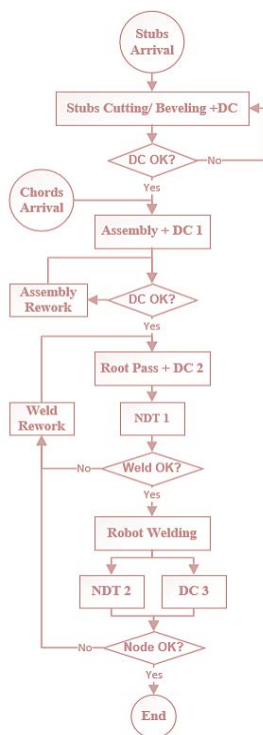 Stubs
Arrival
Stubs Cutting/ Beveling +DC
DC OK?
No
Yes
Chords
Arrival
Assembly + DC 1
Assembly
Rework
DC OK?
Yes
Root Pass + DC 2
Weld
Rework
NDT 1
No
Weld OK?
Yes
Robot Welding
NDT 2
DC 3
No
Node OK?
Yes
End